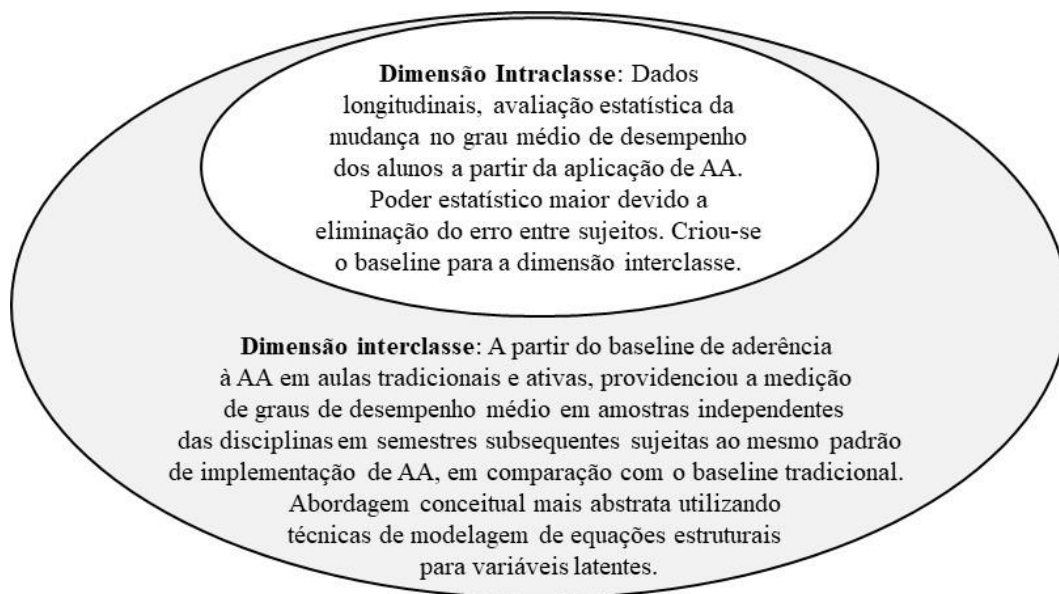 Dimensão Intraclasse: Dados
longitudinais, avaliação estatística da
mudança no grau médio de desempenho
dos alunos a partir da aplicação de AA.
Poder estatístico maior devido a
eliminação do erro entre sujeitos. Criou-se
o baseline para a dimensão interclasse.
Dimensão interclasse: A partir do baseline de aderência
à AA em aulas tradicionais e ativas, providenciou a medição
de graus de desempenho médio em amostras independentes
das disciplinas em semestres subsequentes sujeitas ao mesmo padrão
de implementação de AA, em comparação com o baseline tradicional.
Abordagem conceitual mais abstrata utilizando
técnicas de modelagem de equações estruturais
para variáveis latentes.